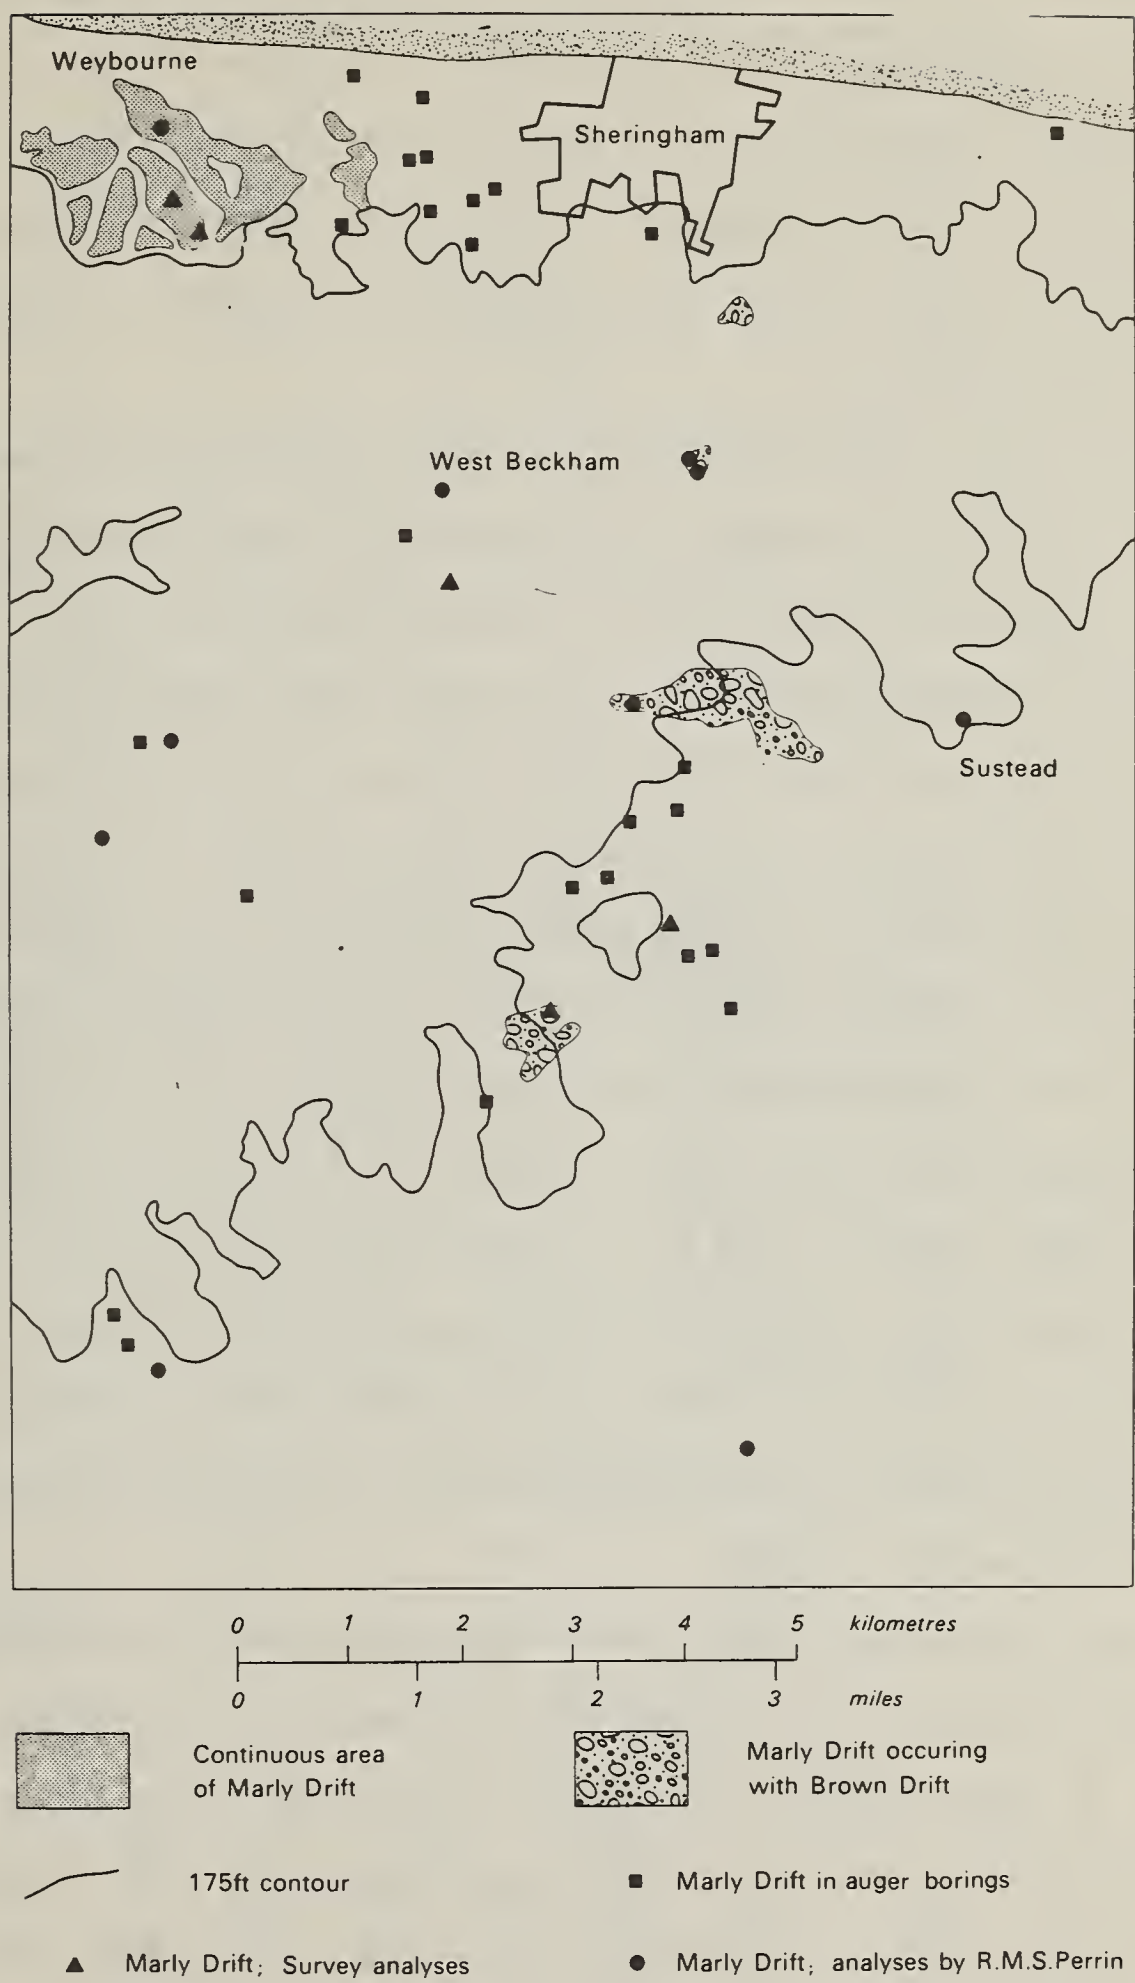 Weybourne
Sheringham
West Beckham
Sustead
0 1 2 3 4 5 kilometres
0 1 2 3 miles
Continuous area
of Marly Drift
Marly Drift occuring
with Brown Drift
175ft contour
Marly Drift in auger borings
Marly Drift; Survey analyses
Marly Drift; analyses by R.M.S.Perrin